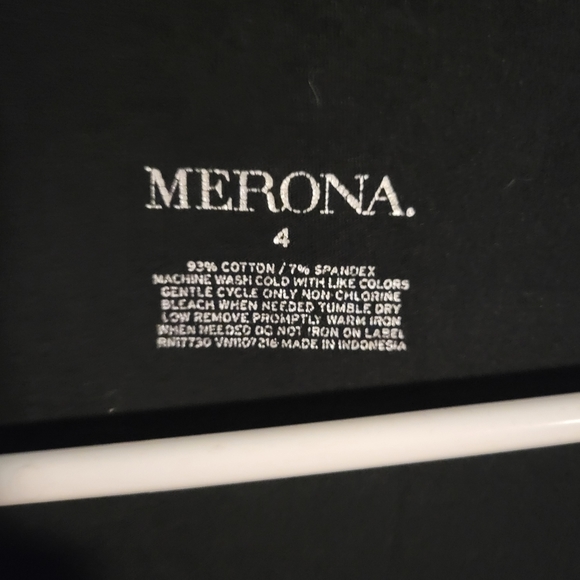 MERONA.
4
93% COTTON / 7% SPANDEX
MACHINE WASH COLD WITH LIKE COLORS
GENTLE CYCLE ONLY NON-CHLORINE
BLEACH WHEN NEEDED TUMBLE DRY
LOW REMOVE PROMPTLY WARM IRON
WHEN NEEDED DO NOT IRON ON LABEL
RN17730 VN1107216 MADE IN INDONESIA